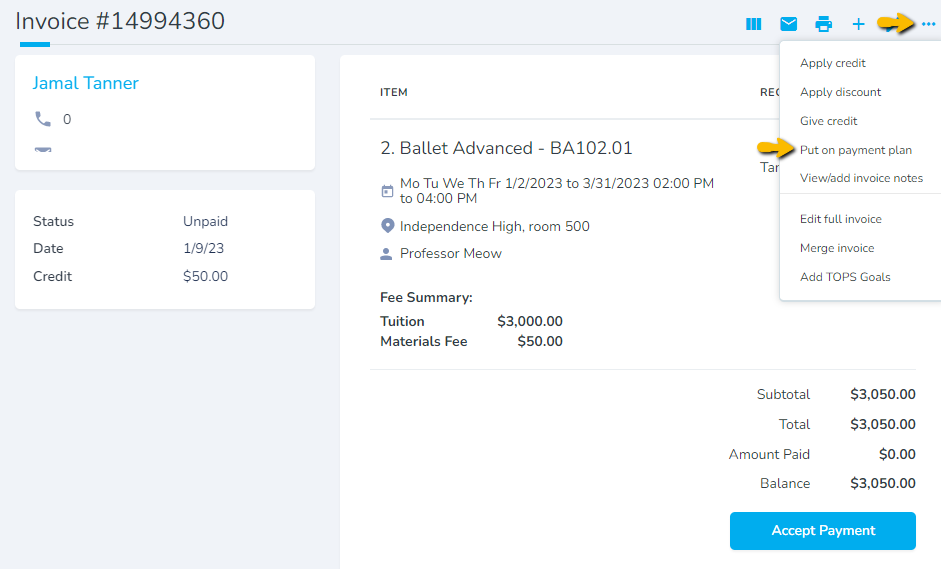 Invoice #14994360
Jamal Tanner
0
Status Unpaid
Date 1/9/23
Credit $50.00
ITEM
2. Ballet Advanced - BA102.01
Mo Tu We Th Fr 1/2/2023 to 3/31/2023 02:00 PM
to 04:00 PM
Independence High, room 500
Professor Meow
Fee Summary:
Tuition $3,000.00
Materials Fee $50.00
Apply credit
Apply discount
Give credit
Put on payment plan
View/add invoice notes
Edit full invoice
Merge invoice
Add TOPS Goals
Subtotal $3,050.00
Total $3,050.00
Amount Paid $0.00
Balance $3,050.00
Accept Payment